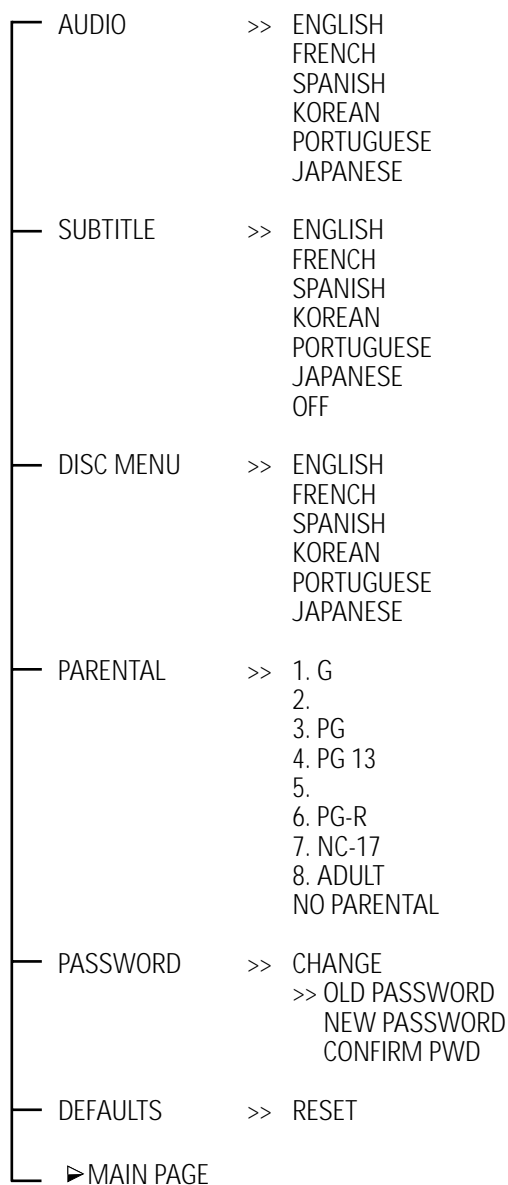 AUDIO >> ENGLISH
FRENCH
SPANISH
KOREAN
PORTUGUESE
JAPANESE
SUBTITLE >> ENGLISH
FRENCH
SPANISH
KOREAN
PORTUGUESE
JAPANESE
OFF
DISC MENU >> ENGLISH
FRENCH
SPANISH
KOREAN
PORTUGUESE
JAPANESE
PARENTAL >> 1. G
2.
3. PG
4. PG 13
5.
6. PG-R
7. NC-17
8. ADULT
NO PARENTAL
PASSWORD >> CHANGE
>> OLD PASSWORD
NEW PASSWORD
CONFIRM PWD
DEFAULTS >> RESET
MAIN PAGE